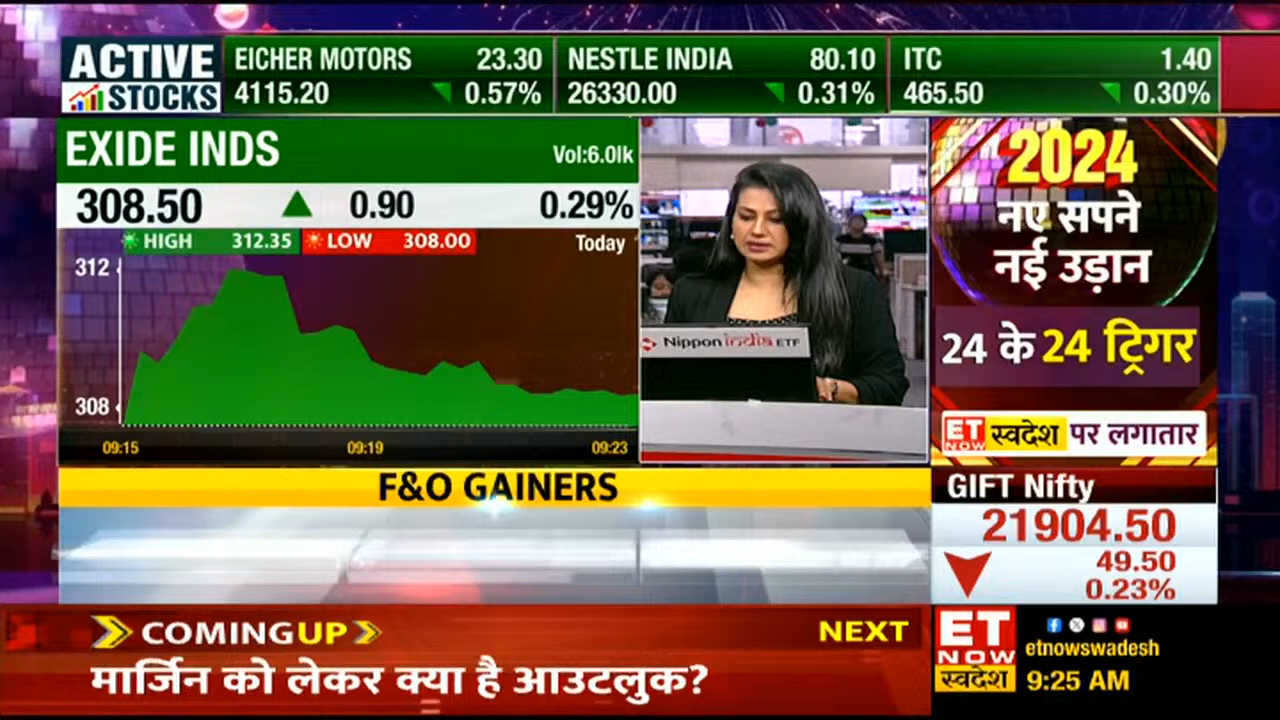 ACTIVE STOCKS
EICHER MOTORS 23.30
4115.20 0.57%
NESTLE INDIA 80.10
26330.00 0.31%
ITC 1.40
465.50 0.30%
EXIDE INDS Vol:6.0lk
308.50 0.90 0.29%
HIGH 312.35 LOW 308.00 Today
312
308
09:15 09:19 09:23
Nippon india ETF
2024
नए सपने
नई उड़ान
24 के 24 ट्रिगर
ET NOW स्वदेश पर लगातार
F&O GAINERS
GIFT Nifty
21904.50
49.50
0.23%
COMING UP NEXT
मार्जिन को लेकर क्या है आउटलुक?
ET NOW स्वदेश
etnowswadesh
9:25 AM